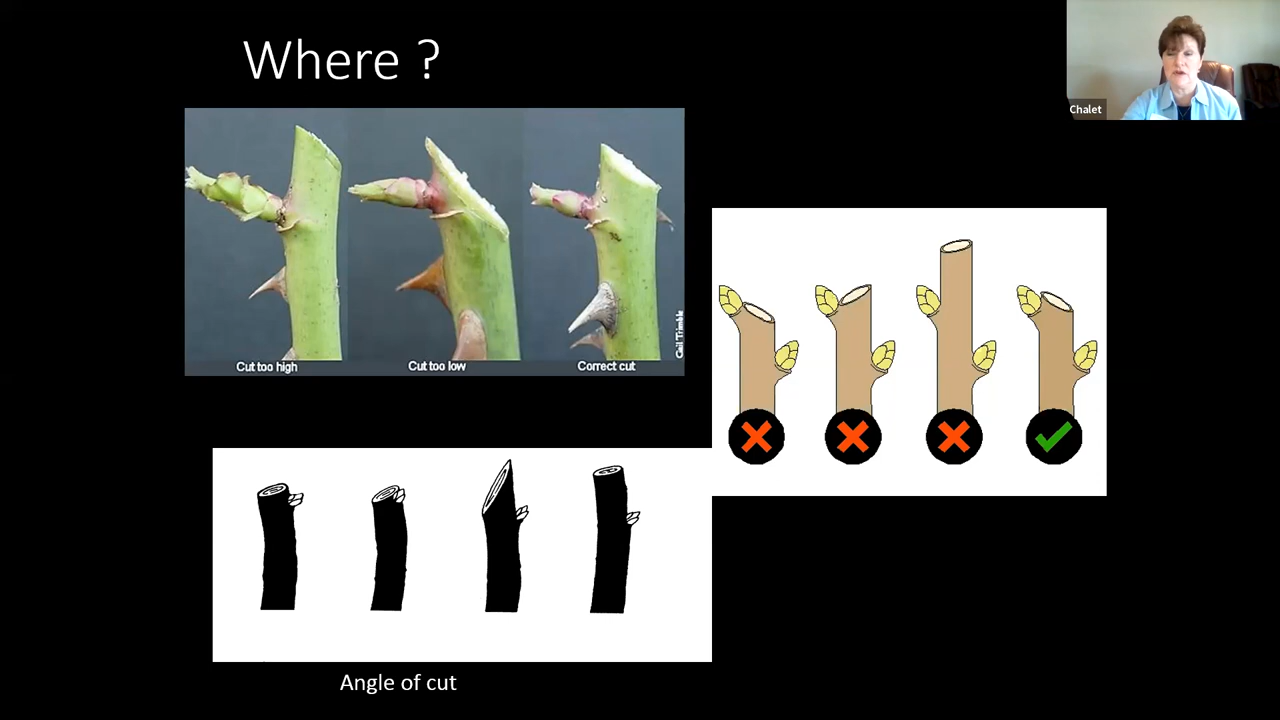 Where ?
Chalet
Cut too high
Cut too low
Correct cut
Gail Trimble
Angle of cut